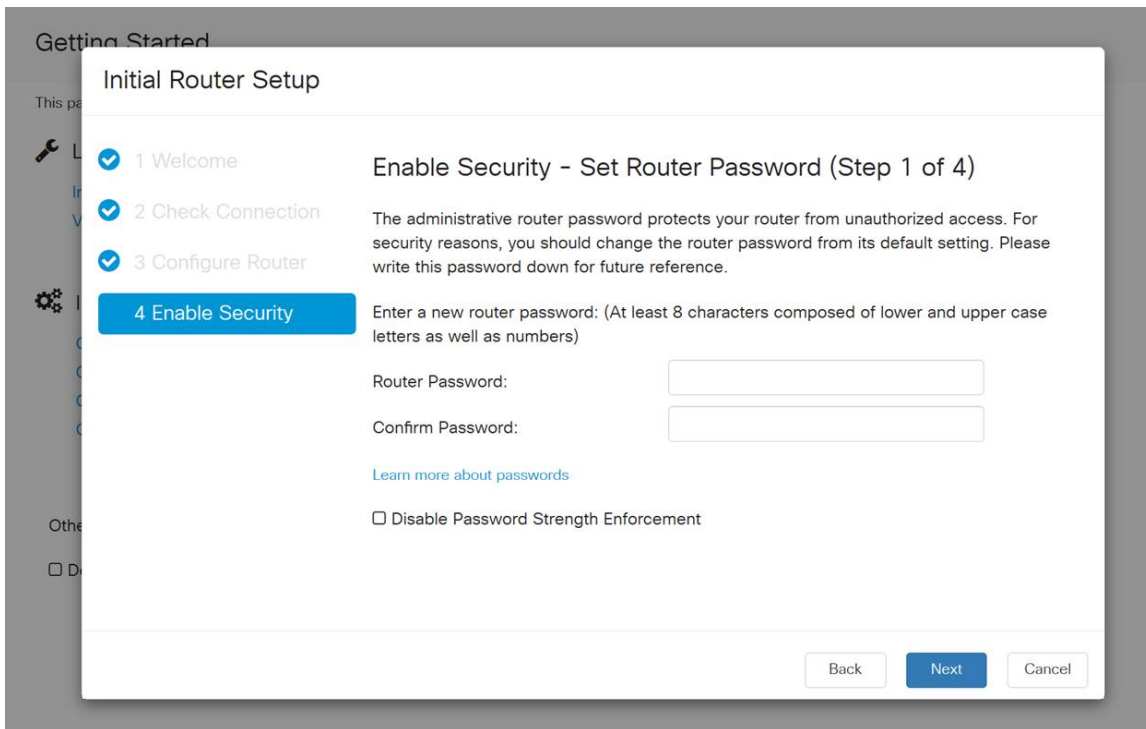 Getting Started
Initial Router Setup
This
1 Welcome
2 Check Connection
3 Configure Router
4 Enable Security
Enable Security - Set Router Password (Step 1 of 4)
The administrative router password protects your router from unauthorized access. For
security reasons, you should change the router password from its default setting. Please
write this password down for future reference.
Enter a new router password: (At least 8 characters composed of lower and upper case
letters as well as numbers)
Router Password:
Confirm Password:
Learn more about passwords
Disable Password Strength Enforcement
Back
Next
Cancel